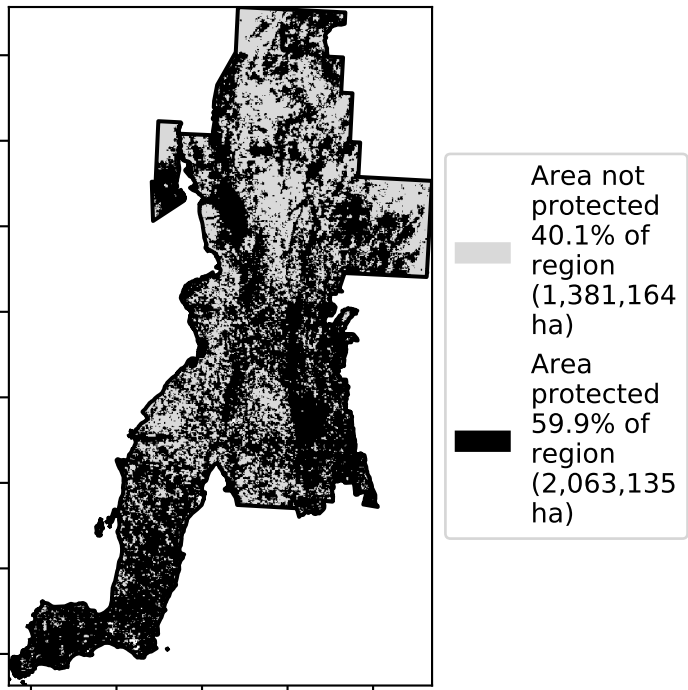 Area not
protected
40.1% of
region
(1,381,164
ha)
Area
protected
59.9% of
region
(2,063,135
ha)